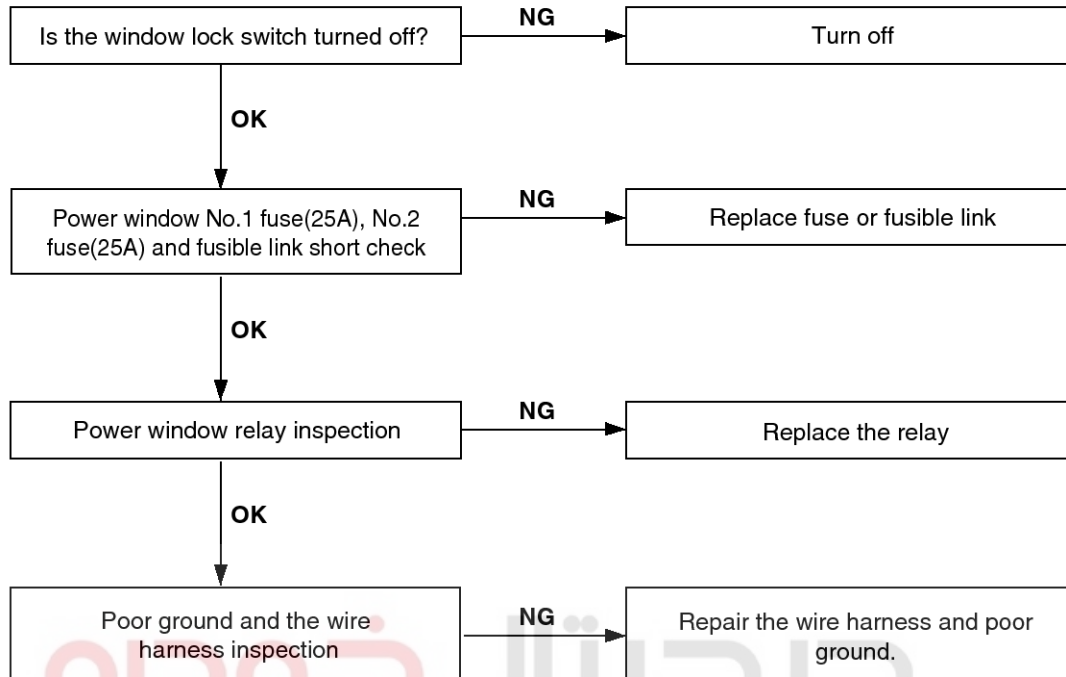 Is the window lock switch turned off?
NG
Turn off
OK
Power window No.1 fuse(25A), No.2
fuse(25A) and fusible link short check
NG
Replace fuse or fusible link
OK
Power window relay inspection
NG
Replace the relay
OK
Poor ground and the wire
harness inspection
NG
Repair the wire harness and poor
ground.